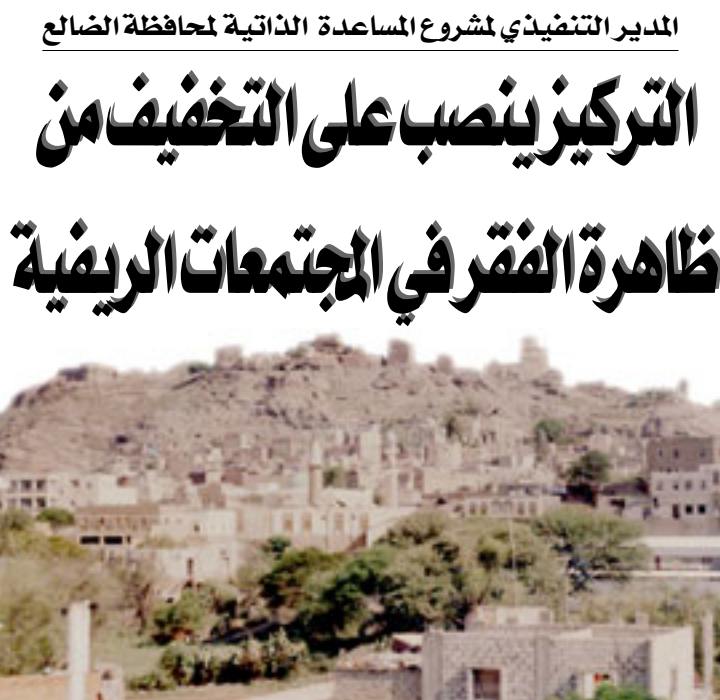 المدير التنفيذي لمشروع المساعدة الذاتية لمحافظة الضالع
التركيز ينصب على التخفيف من
ظاهرة الفقر في المجتمعات الريفية